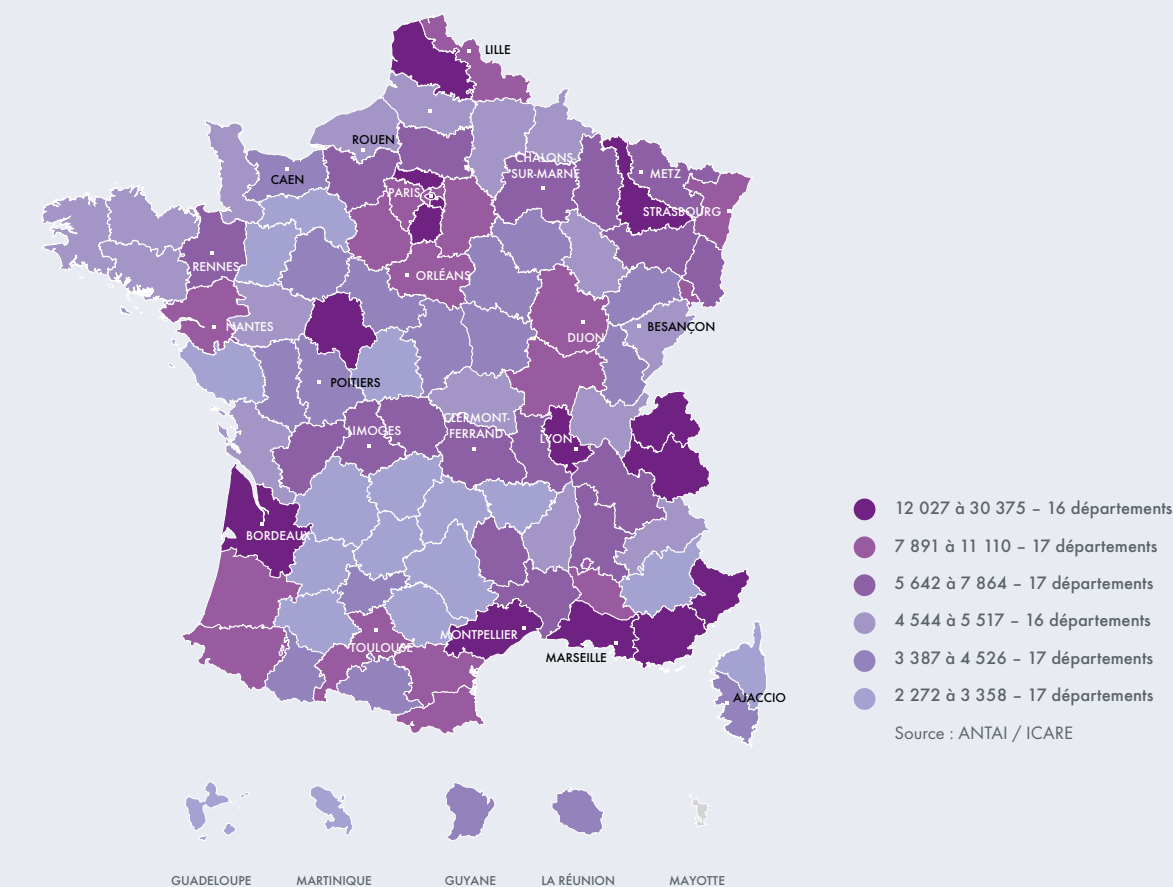 LILLE
ROUEN
CAEN
CHALONS-
SUR-MARNE
METZ
PARIS
STRASBOURG
RENNES
ORLÉANS
NANTES
DIJON
BESANÇON
POITIERS
CLERMONT-
FERRAND
LIMOGES
LYON
BORDEAUX
MONTPELLIER
TOULOUSE
MARSEILLE
AJACCIO
12 027 à 30 375 – 16 départements
7 891 à 11 110 – 17 départements
5 642 à 7 864 – 17 départements
4 544 à 5 517 – 16 départements
3 387 à 4 526 – 17 départements
2 272 à 3 358 – 17 départements
Source : ANTAI / ICARE
GUADELOUPE
MARTINIQUE
GUYANE
LA RÉUNION
MAYOTTE